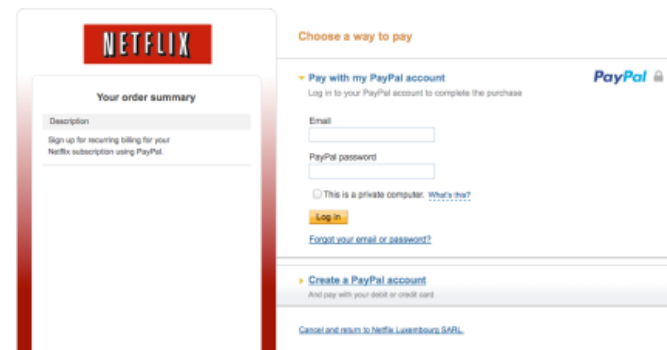 NETFLIX
Your order summary
Description
Sign up for recurring billing for your
Netflix subscription using PayPal.
Choose a way to pay
Pay with my PayPal account
PayPal
Log in to your PayPal account to complete the purchase
Email
PayPal password
This is a private computer. What's this?
Log In
Forgot your email or password?
Create a PayPal account
And pay with your debit or credit card
Cancel and return to Netflix Luxembourg SARL.